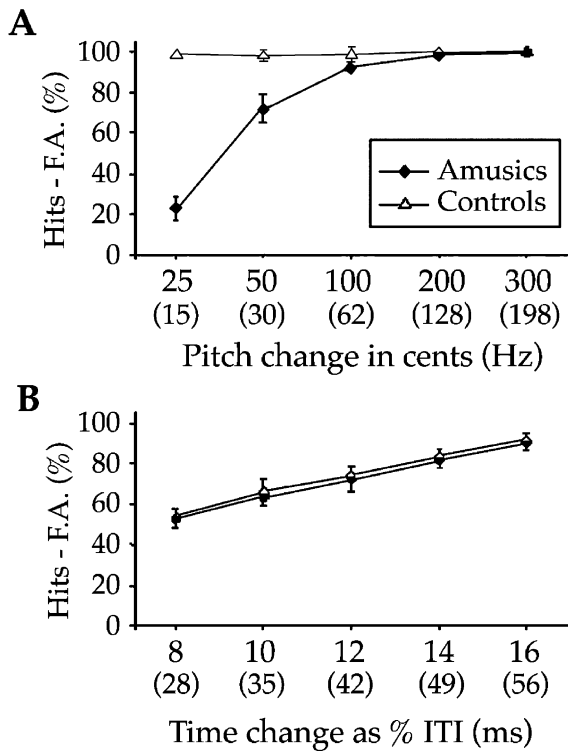 A
Hits - F.A. (%)
100
80
60
40
20
0
Amusics
Controls
25 50 100 200 300
(15) (30) (62) (128) (198)
Pitch change in cents (Hz)
B
Hits - F.A. (%)
100
80
60
40
20
0
8 10 12 14 16
(28) (35) (42) (49) (56)
Time change as % ITI (ms)